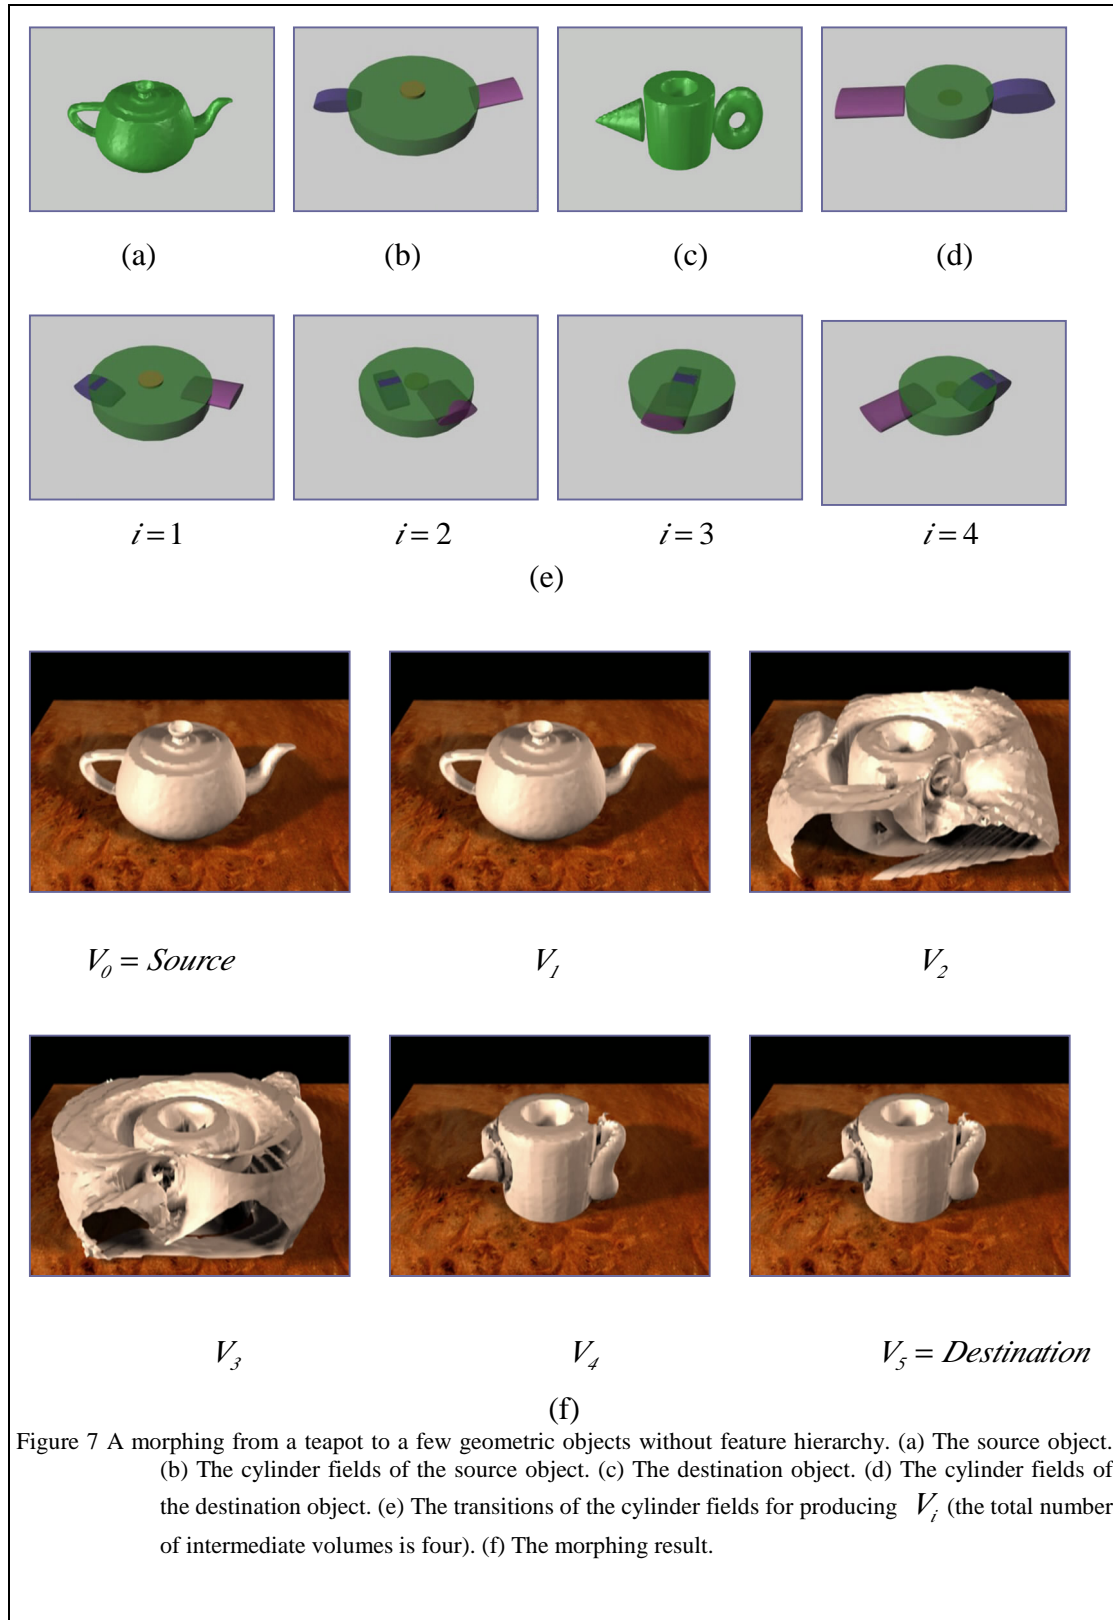 (a) (b) (c) (d)
i = 1 i = 2 i = 3 i = 4
(e)
V₀ = Source V₁ V₂
V₃ V₄ V₅ = Destination
(f)
Figure 7 A morphing from a teapot to a few geometric objects without feature hierarchy. (a) The source object.
(b) The cylinder fields of the source object. (c) The destination object. (d) The cylinder fields of
the destination object. (e) The transitions of the cylinder fields for producing Vᵢ (the total number
of intermediate volumes is four). (f) The morphing result.